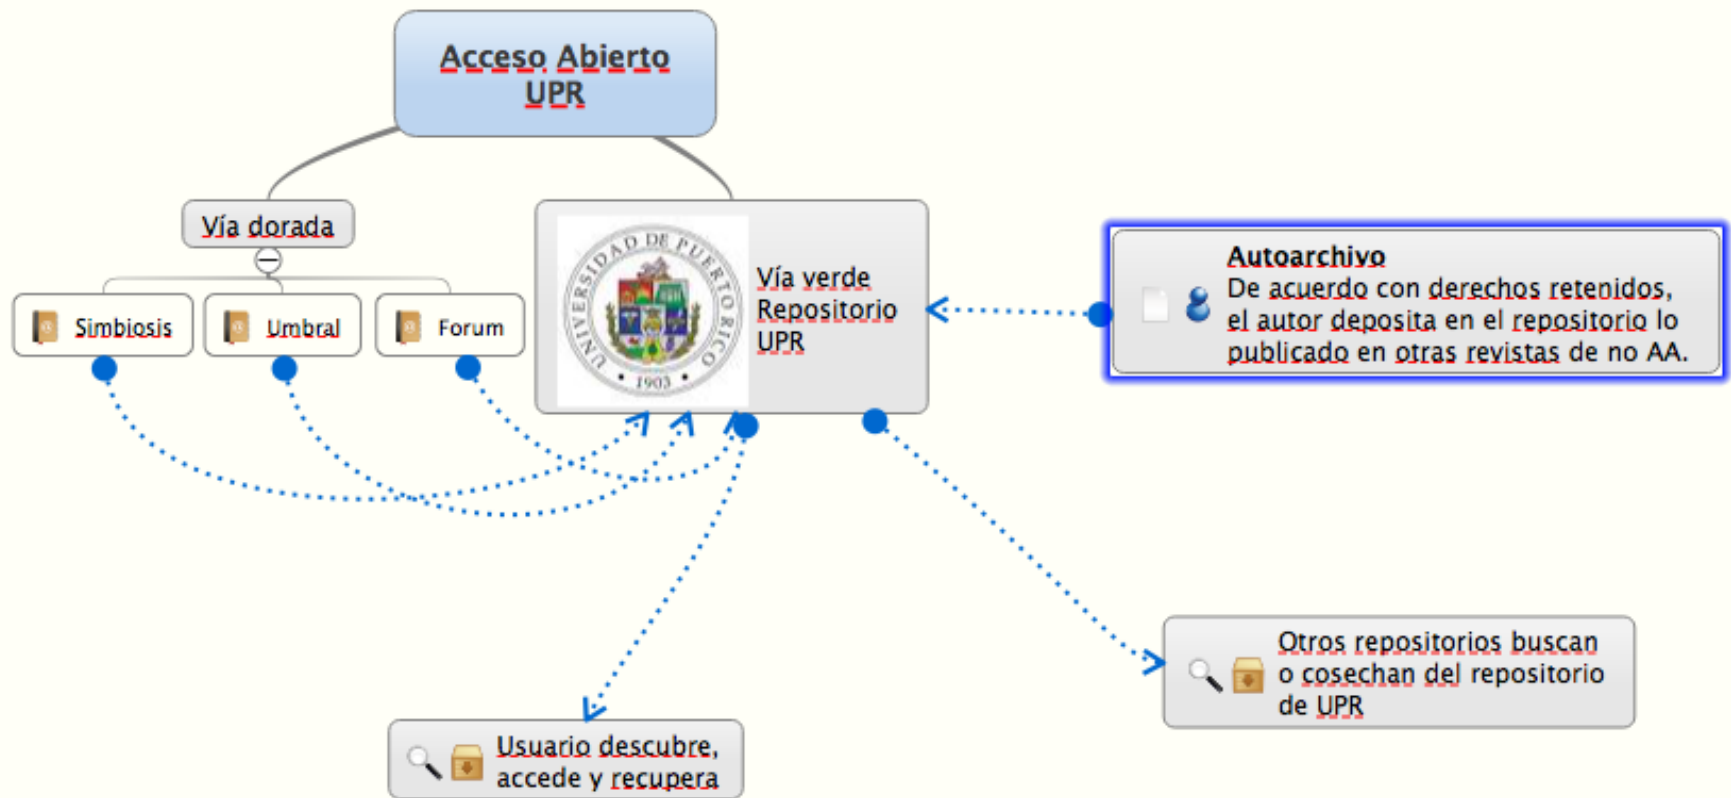 Acceso Abierto
UPR
Vía dorada
Simbiosis
Umbral
Forum
UNIVERSIDAD DE PUERTO RICO
• 1903 •
Vía verde
Repositorio
UPR
Autoarchivo
De acuerdo con derechos retenidos,
el autor deposita en el repositorio lo
publicado en otras revistas de no AA.
Otros repositorios buscan
o cosechan del repositorio
de UPR
Usuario descubre,
accede y recupera